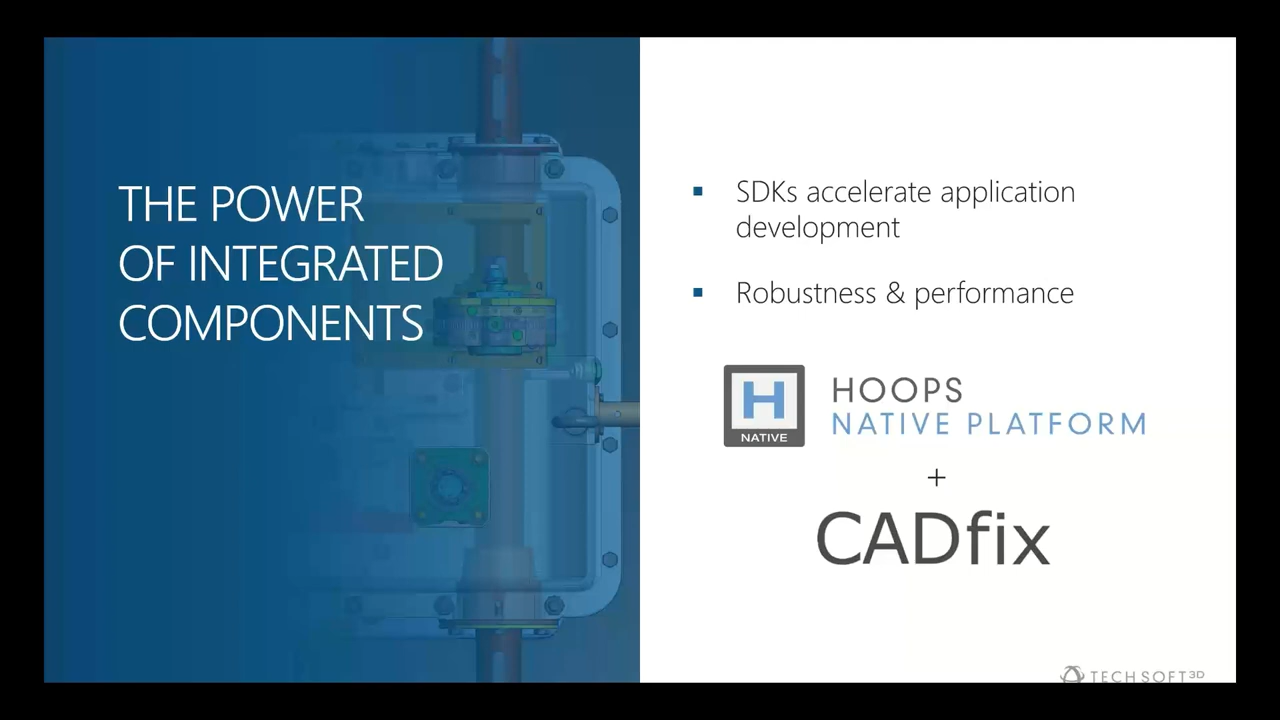 THE POWER
OF INTEGRATED
COMPONENTS
SDKs accelerate application
development
Robustness & performance
H
NATIVE
HOOPS
NATIVE PLATFORM
+
CADfix
TECH SOFT 3D